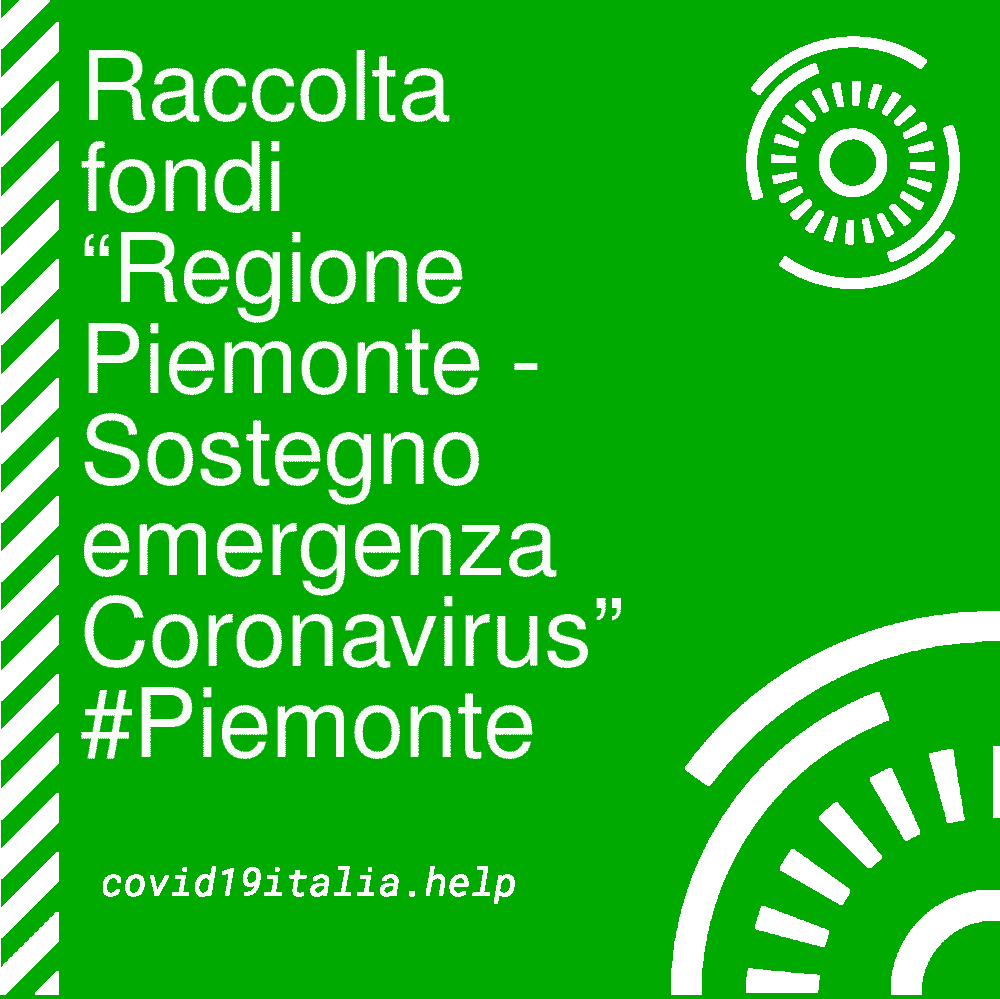 Raccolta
fondi
“Regione
Piemonte -
Sostegno
emergenza
Coronavirus”
#Piemonte
covid19italia.help